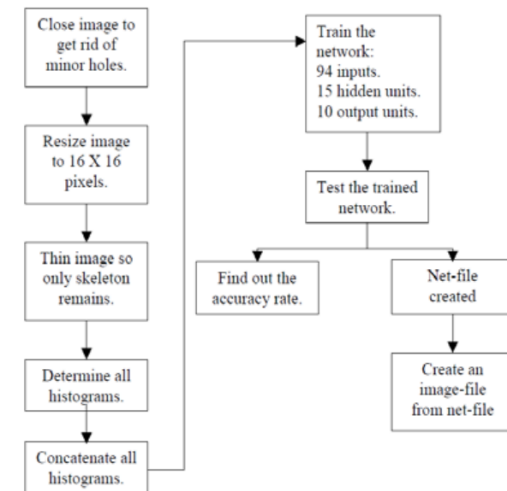 Close image to
get rid of
minor holes.
Resize image
to 16 X 16
pixels.
Thin image so
only skeleton
remains.
Determine all
histograms.
Concatenate all
histograms.
Train the
network:
94 inputs.
15 hidden units.
10 output units.
Test the trained
network.
Find out the
accuracy rate.
Net-file
created
Create an
image-file
from net-file